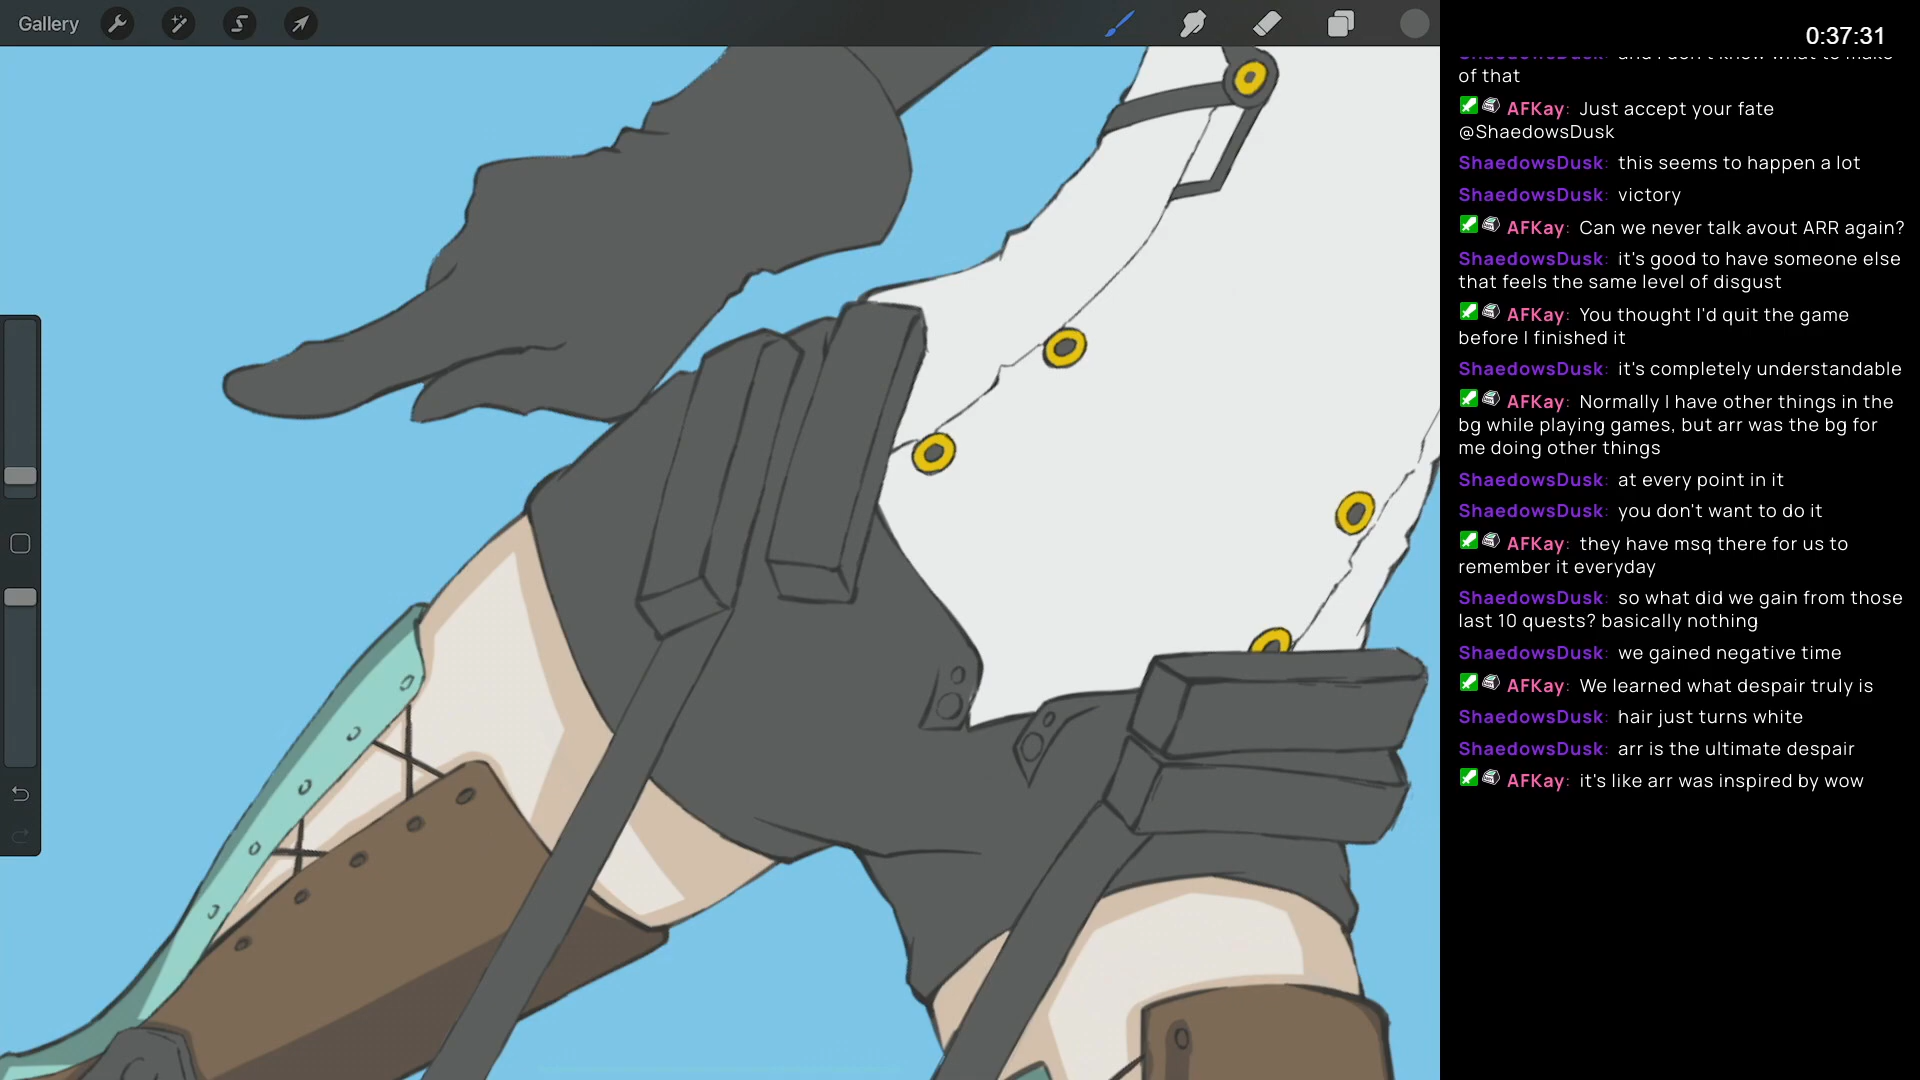 Gallery
0:37:31
of that
AFKay: Just accept your fate
@ShaedowsDusk
ShaedowsDusk: this seems to happen a lot
ShaedowsDusk: victory
AFKay: Can we never talk avout ARR again?
ShaedowsDusk: it's good to have someone else
that feels the same level of disgust
AFKay: You thought I'd quit the game
before I finished it
ShaedowsDusk: it's completely understandable
AFKay: Normally I have other things in the
bg while playing games, but arr was the bg for
me doing other things
ShaedowsDusk: at every point in it
ShaedowsDusk: you don't want to do it
AFKay: they have msq there for us to
remember it everyday
ShaedowsDusk: so what did we gain from those
last 10 quests? basically nothing
ShaedowsDusk: we gained negative time
AFKay: We learned what despair truly is
ShaedowsDusk: hair just turns white
ShaedowsDusk: arr is the ultimate despair
AFKay: it's like arr was inspired by wow